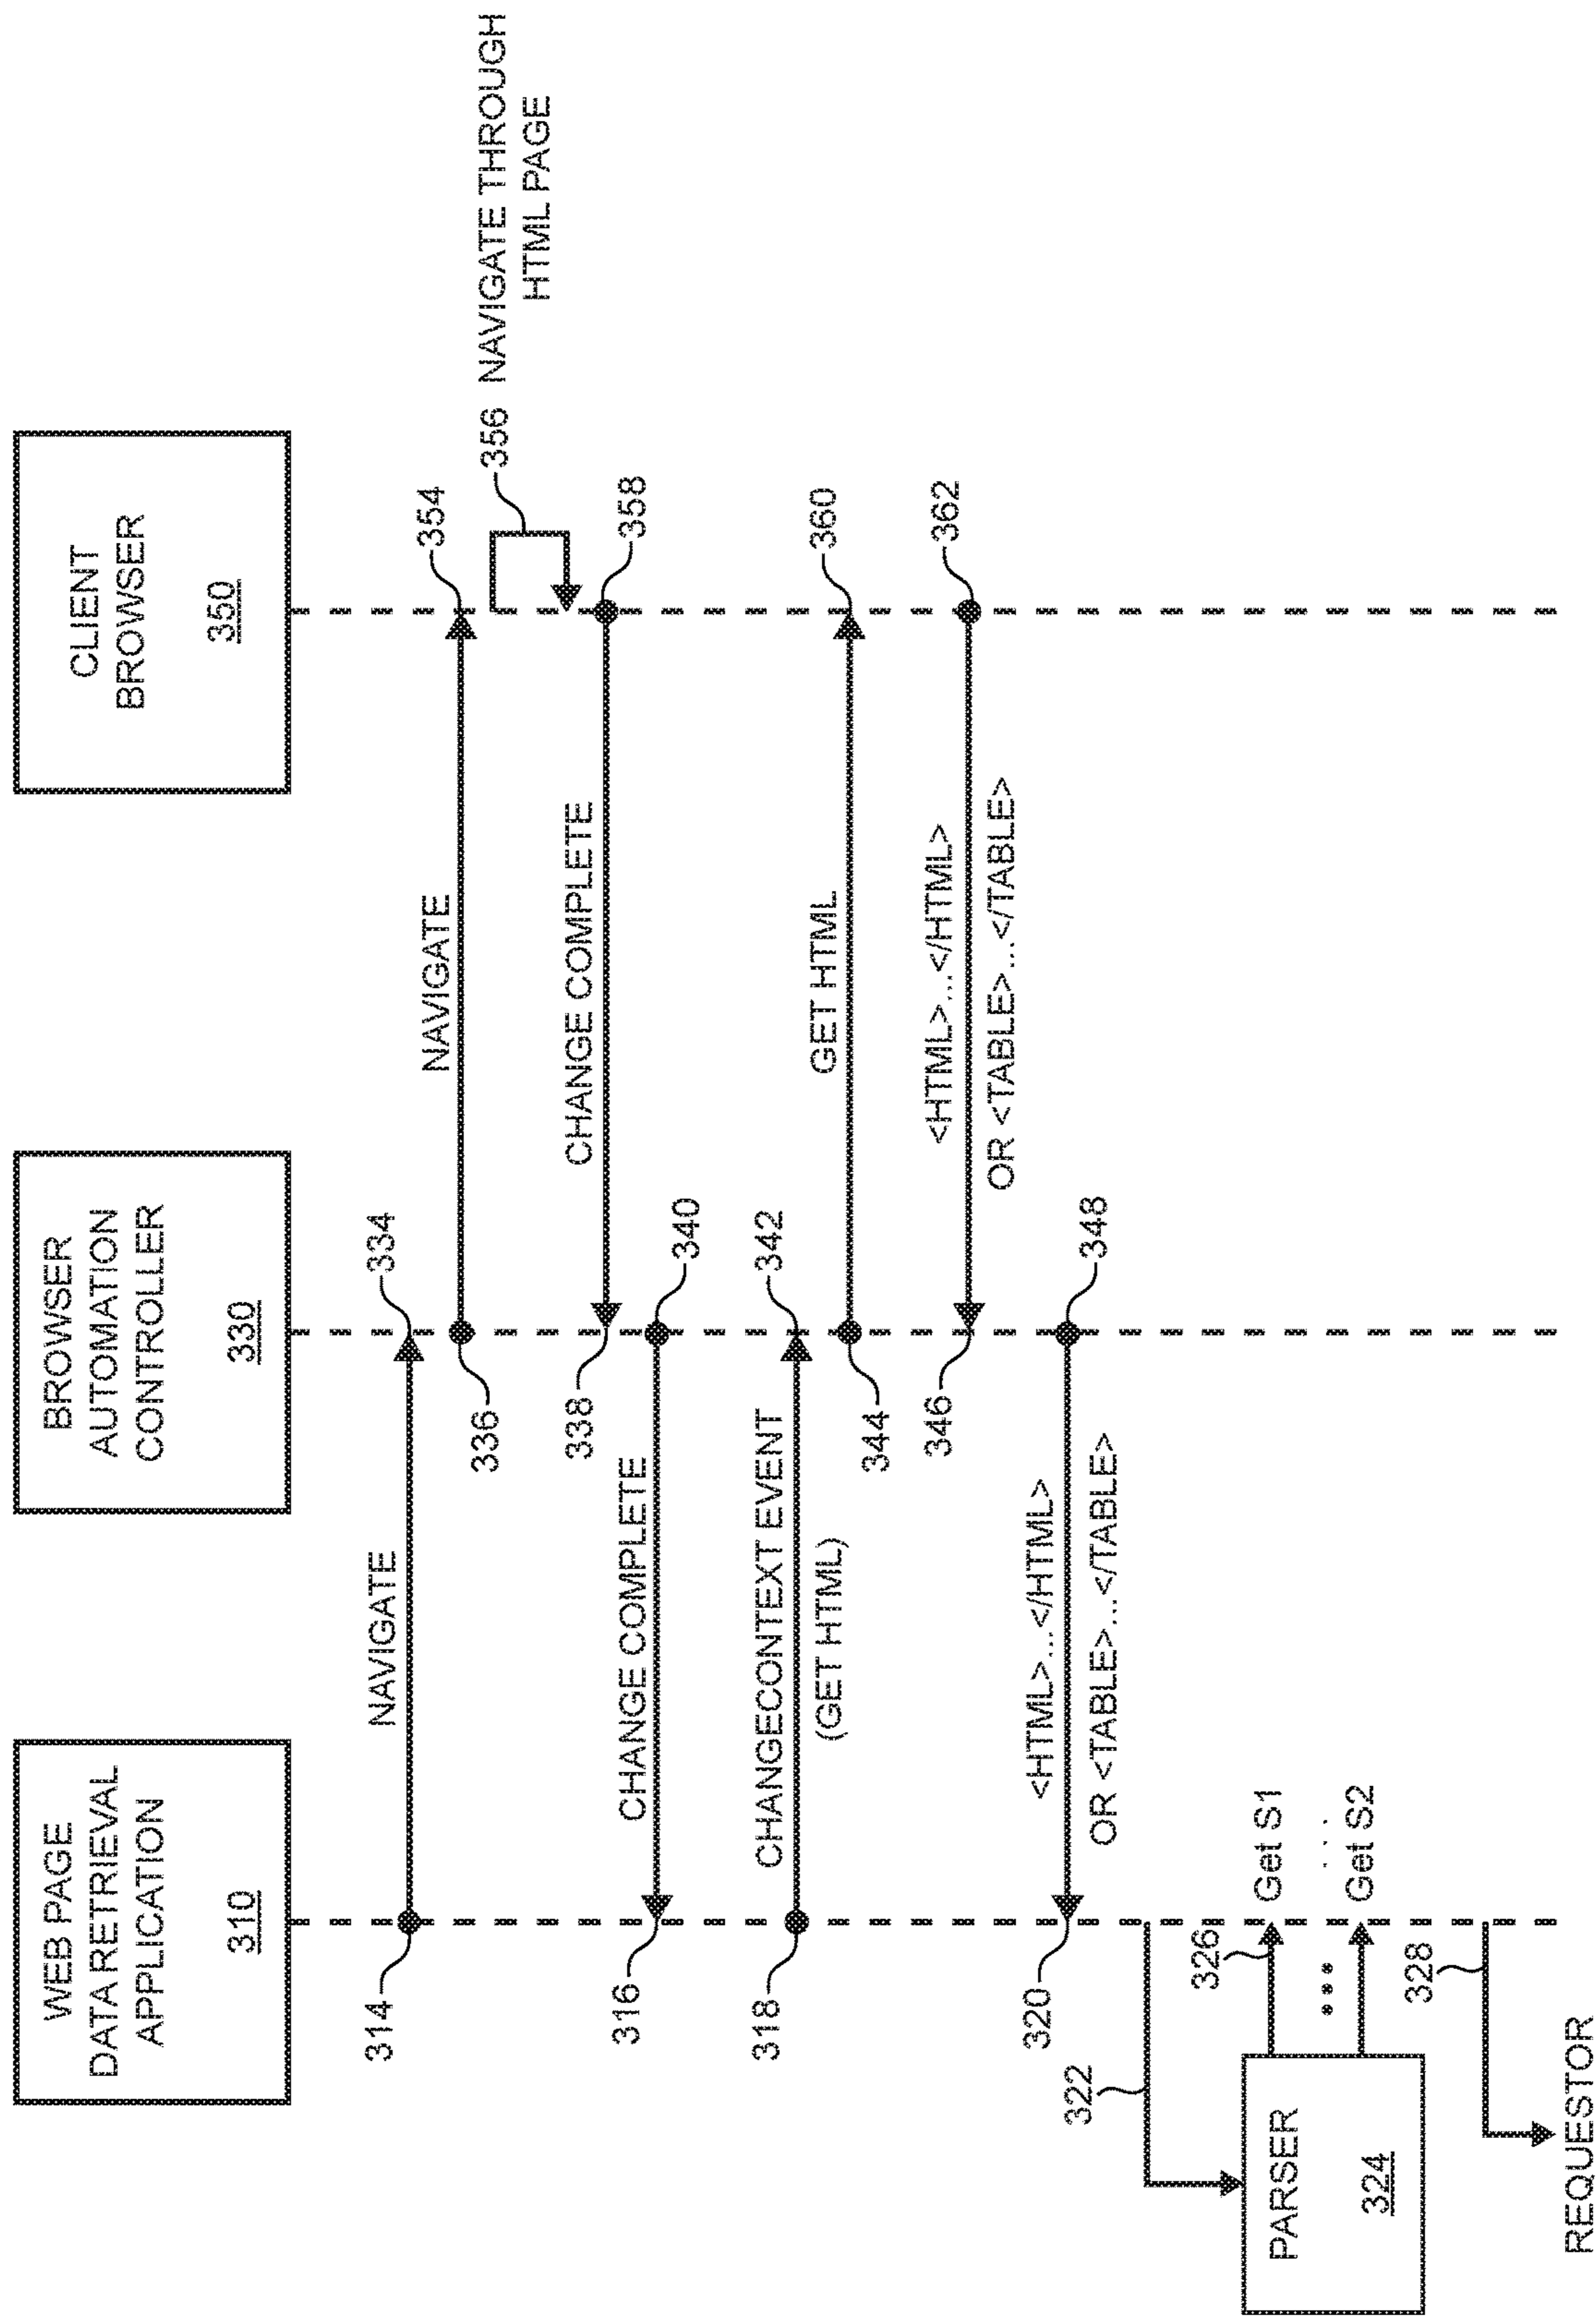 WEB PAGE
DATA RETRIEVAL
APPLICATION
310
BROWSER
AUTOMATION
CONTROLLER
330
CLIENT
BROWSER
350
314
NAVIGATE
334
336
NAVIGATE
354
356
NAVIGATE THROUGH
HTML PAGE
338
CHANGE COMPLETE
358
316
CHANGE COMPLETE
340
318
CHANGECONTEXT EVENT
(GET HTML)
342
344
GET HTML
360
346
<HTML>...</HTML>
OR <TABLE>...</TABLE>
362
320
<HTML>...</HTML>
OR <TABLE>...</TABLE>
348
322
PARSER
324
326
Get S1
...
Get S2
328
REQUESTOR